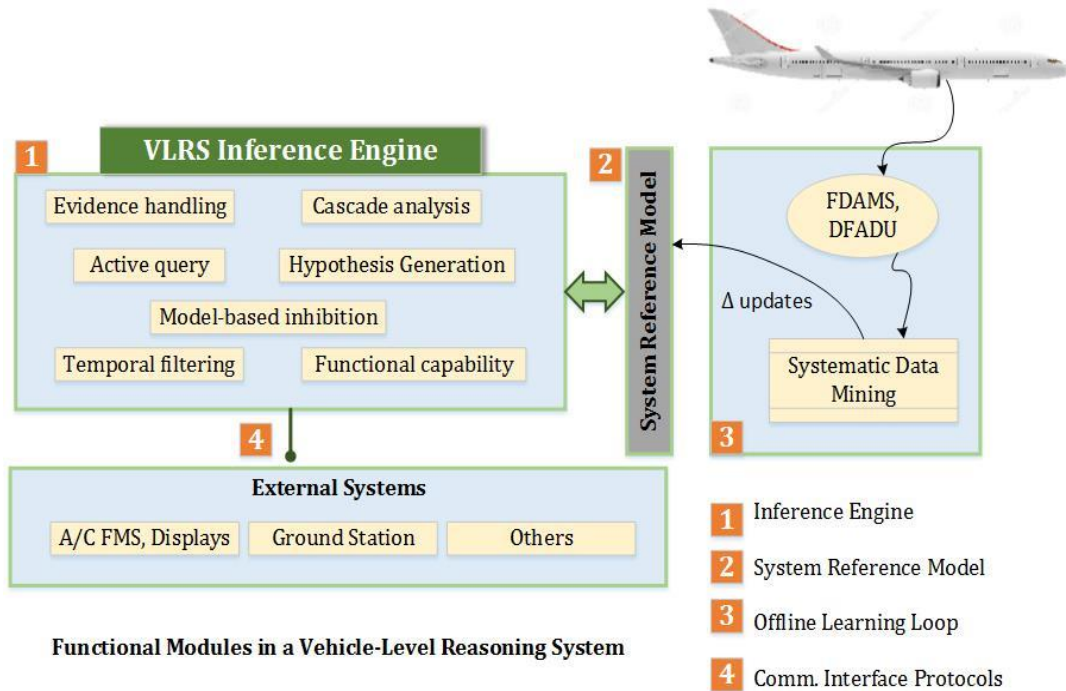 VLRS Inference Engine
1
Evidence handling
Cascade analysis
Active query
Hypothesis Generation
Model-based inhibition
Temporal filtering
Functional capability
2
System Reference Model
FDAMS,
DFADU
Δ updates
Systematic Data
Mining
3
4
External Systems
A/C FMS, Displays
Ground Station
Others
1 Inference Engine
2 System Reference Model
3 Offline Learning Loop
4 Comm. Interface Protocols
Functional Modules in a Vehicle-Level Reasoning System